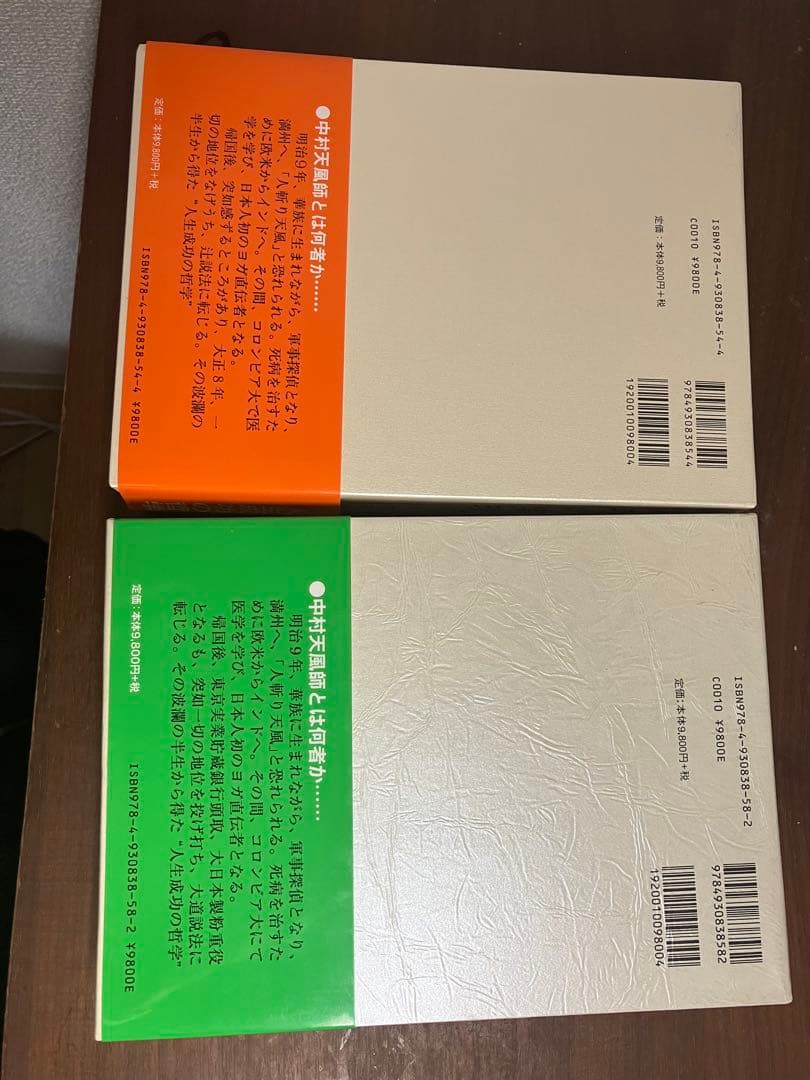 ●中村天風師とは何者か……
明治9年、華族に生まれながら、軍事探偵となり、
満州へ、「人斬り天風」と恐れられる。死病を治すた
めに欧米からインドへ。その間、コロンビア大で医
学を学び、日本人初のヨガ直伝者となる。
帰国後、突如感ずるところがあり、大正8年、一
切の地位をなげうち、辻説法に転じる。その波瀾の
半生から得た“人生成功の哲学”
定価：本体9,800円＋税
ISBN978-4-930838-54-4 ¥9800E
ISBN978-4-930838-54-4
C0010 ¥9800E
定価：本体9,800円＋税
9784930838544
1920010098004
●中村天風師とは何者か……
明治9年、華族に生まれながら、軍事探偵となり、
満州へ、「人斬り天風」と恐れられる。死病を治すた
めに欧米からインドへ。その間、コロンビア大にて
医学を学び、日本人初のヨガ直伝者となる。
帰国後、東京実業貯蔵銀行頭取、大日本製粉重役
となるも、突如一切の地位を投げ打ち、大道説法に
転じる。その波瀾の半生から得た“人生成功の哲学”
定価：本体9,800円＋税
ISBN978-4-930838-58-2 ¥9800E
ISBN978-4-930838-58-2
C0010 ¥9800E
定価：本体9,800円＋税
9784930838582
1920010098004